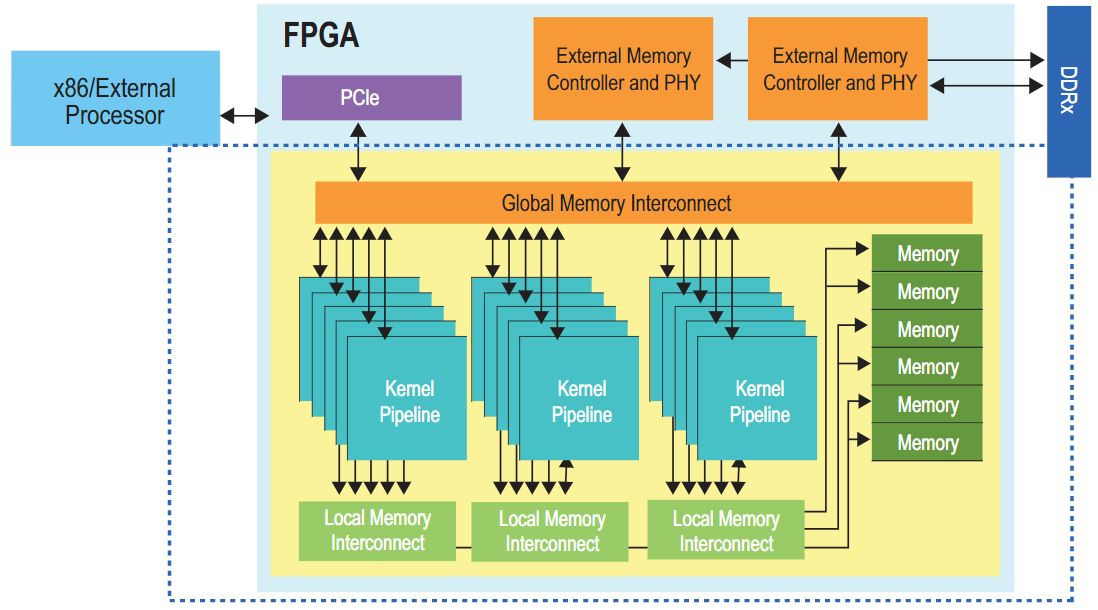 FPGA
External Memory
Controller and PHY
External Memory
Controller and PHY
DDRx
x86/External
Processor
PCIe
Global Memory Interconnect
Memory
Memory
Memory
Memory
Memory
Memory
Kernel
Pipeline
Kernel
Pipeline
Kernel
Pipeline
Local Memory
Interconnect
Local Memory
Interconnect
Local Memory
Interconnect